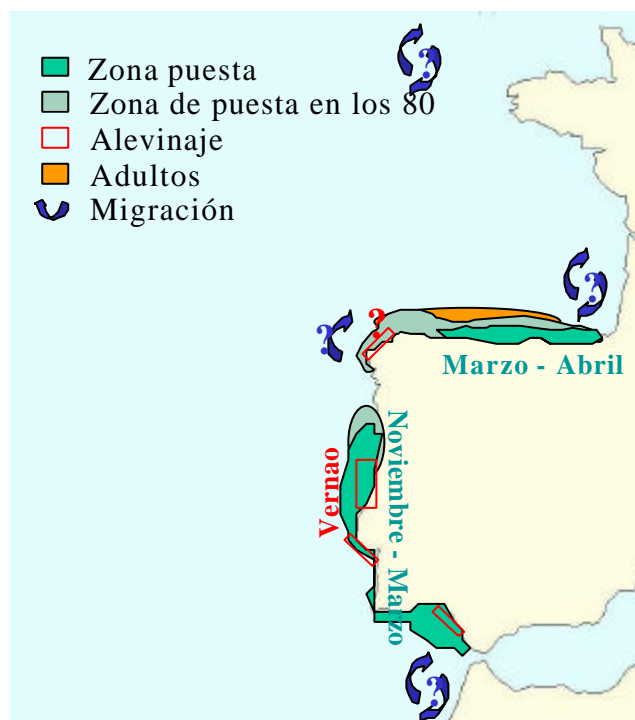 Zona puesta
Zona de puesta en los 80
Alevinaje
Adultos
Migración
?
?
?
?
Marzo - Abril
Noviembre - Marzo
Vernao
?